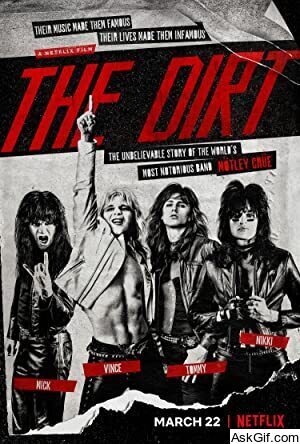 THEIR MUSIC MADE THEM FAMOUS
THEIR LIVES MADE THEM INFAMOUS
A NETFLIX FILM
THE DIRT
THE UNBELIEVABLE STORY OF THE WORLD'S
MOST NOTORIOUS BAND MÖTLEY CRÜE
MICK
VINCE
TOMMY
NIKKI
MARCH 22 | NETFLIX
AskGif.com